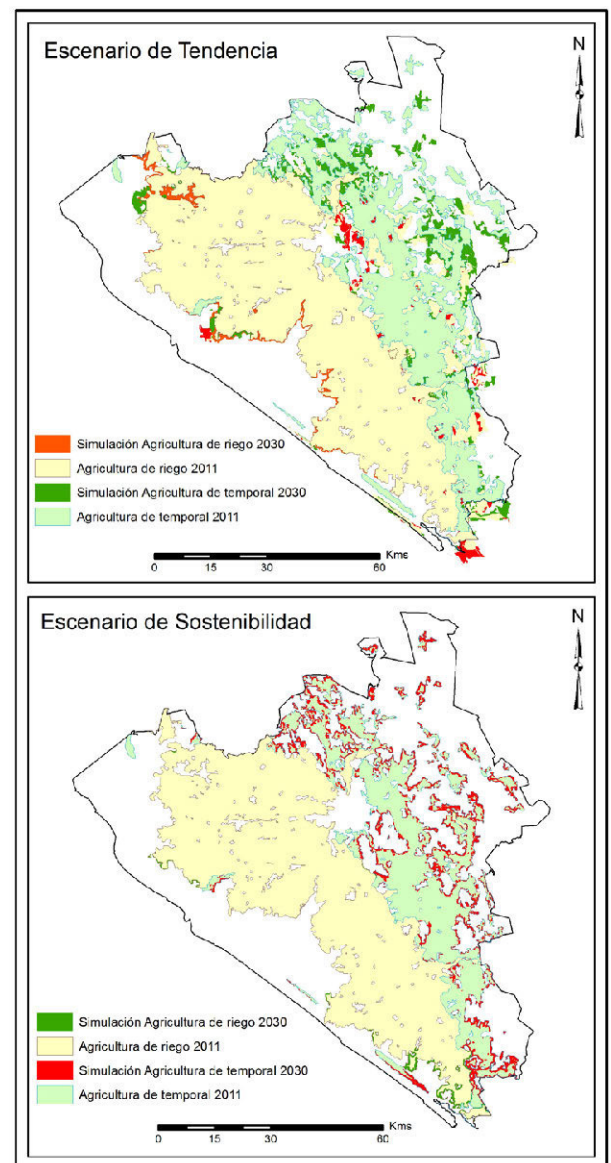 Escenario de Tendencia
N
Simulación Agricultura de riego 2030
Agricultura de riego 2011
Simulación Agricultura de temporal 2030
Agricultura de temporal 2011
Kms
0 15 30 60
Escenario de Sostenibilidad
N
Simulación Agricultura de riego 2030
Agricultura de riego 2011
Simulación Agricultura de temporal 2030
Agricultura de temporal 2011
Kms
0 15 30 60